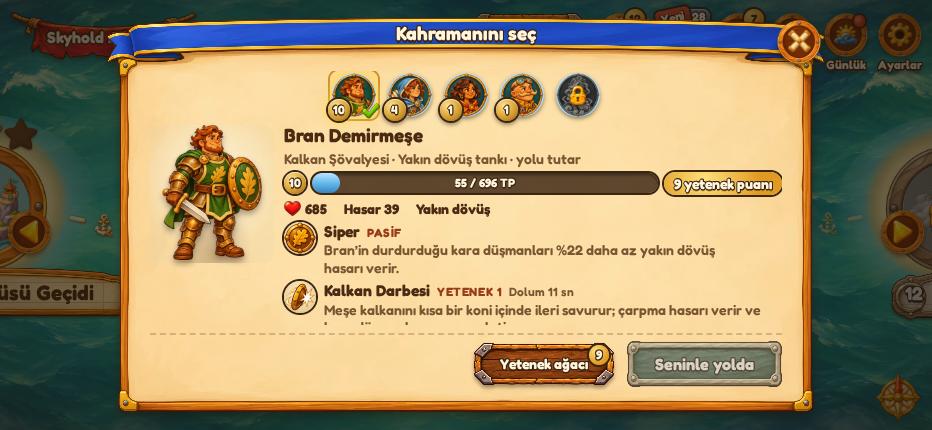 Kahramanını seç
Skyhold
Yeni 28
7
Günlük
Ayarlar
10
4
1
1
Bran Demirmeşe
Kalkan Şövalyesi · Yakın dövüş tankı · yolu tutar
10
55 / 696 TP
9 yetenek puanı
685 Hasar 39 Yakın dövüş
Siper PASİF
Bran'in durdurduğu kara düşmanları %22 daha az yakın dövüş
hasarı verir.
Kalkan Darbesi YETENEK 1 Dolum 11 sn
Meşe kalkanını kısa bir koni içinde ileri savurur; çarpma hasarı verir ve
üsü Geçidi
12
Yetenek ağacı
9
Seninle yolda